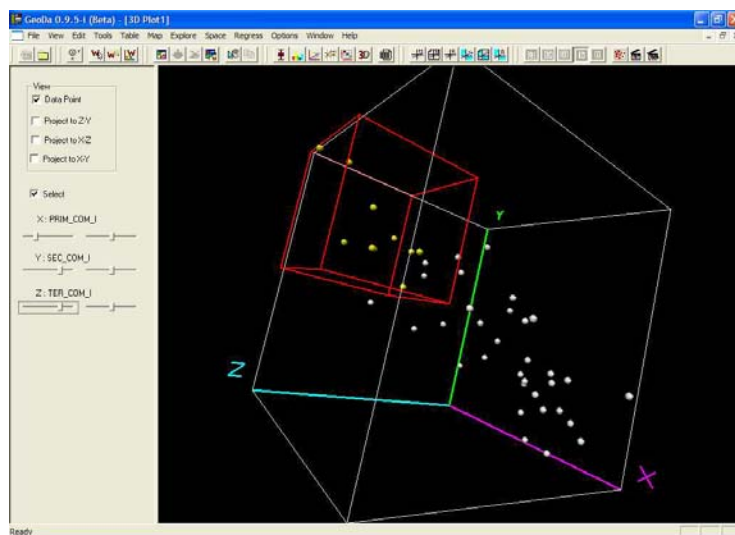 GeoDa 0.9.5-i (Beta) - [3D Plot1]
File View Edit Tools Table Map Explore Space Regress Options Window Help
3D
View
Data Point
Project to Z-Y
Project to X-Z
Project to X-Y
Select
X : PRIM_COM_I
Y : SEC_COM_I
Z : TER_COM_I
Y
Z
X
Ready